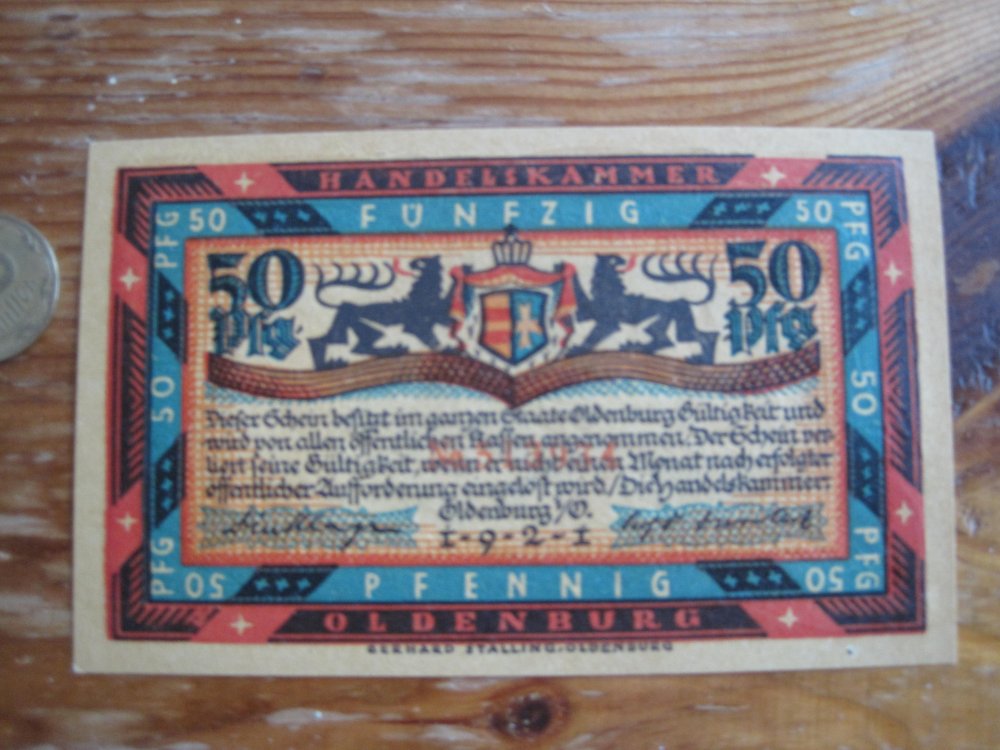 HANDELSKAMMER
FÜNFZIG
50 50
PFG PFG
50 50
Pfg Pfg
50 50
Dieser Schein besitzt im ganzen Staate Oldenburg Gültigkeit und
wird von allen öffentlichen Kassen angenommen. Der Schein ver-
liert seine Gültigkeit, wenn er nicht einen Monat nach erfolgter
öffentlicher Aufforderung eingelöst wird. / Die Handelskammer
Oldenburg i/O.
1-9-2-1
PFG PFG
50 50
PFENNIG
OLDENBURG
GERHARD STALLING-OLDENBURG